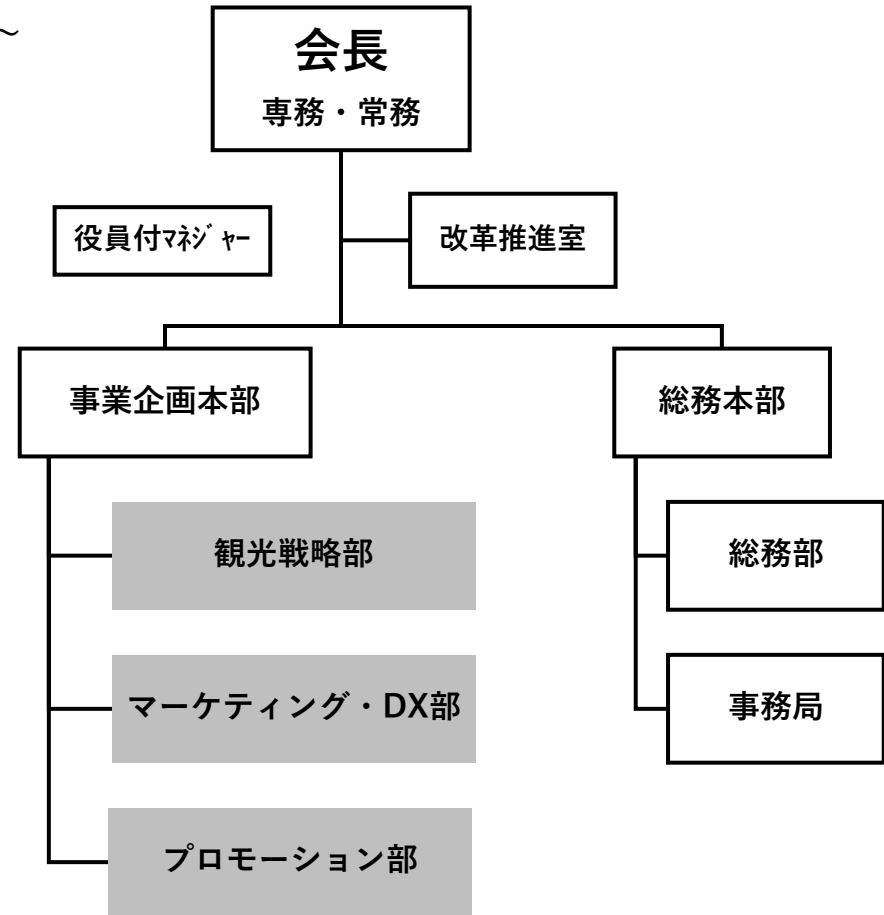 ~
会長
専務・常務
役員付ﾏﾈｼﾞｬｰ
改革推進室
事業企画本部
総務本部
観光戦略部
総務部
マーケティング・DX部
事務局
プロモーション部